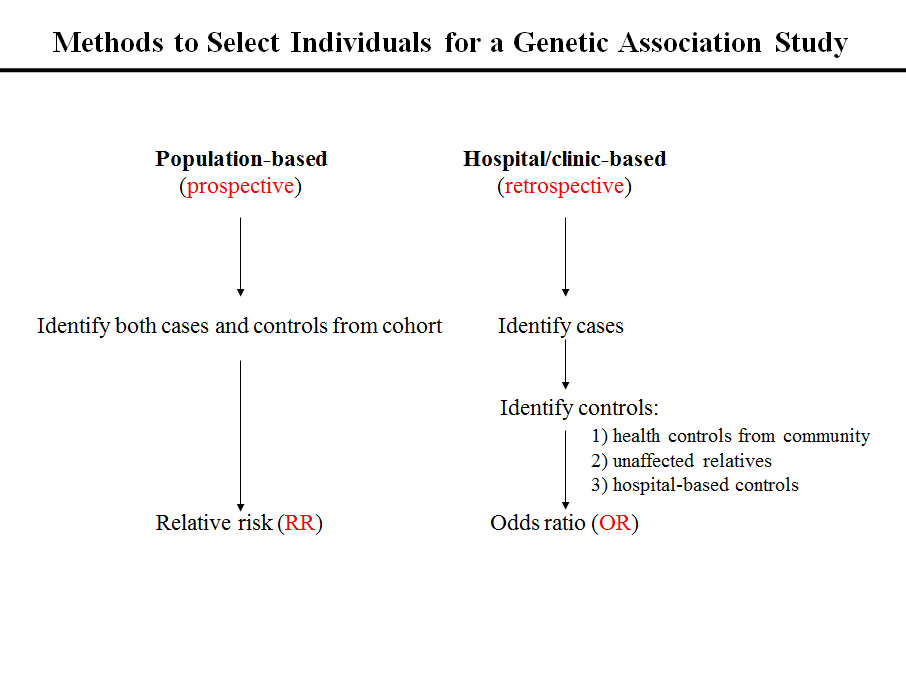 Methods to Select Individuals for a Genetic Association Study
Population-based
(prospective)
Identify both cases and controls from cohort
Relative risk (RR)
Hospital/clinic-based
(retrospective)
Identify cases
Identify controls:
1) health controls from community
2) unaffected relatives
3) hospital-based controls
Odds ratio (OR)